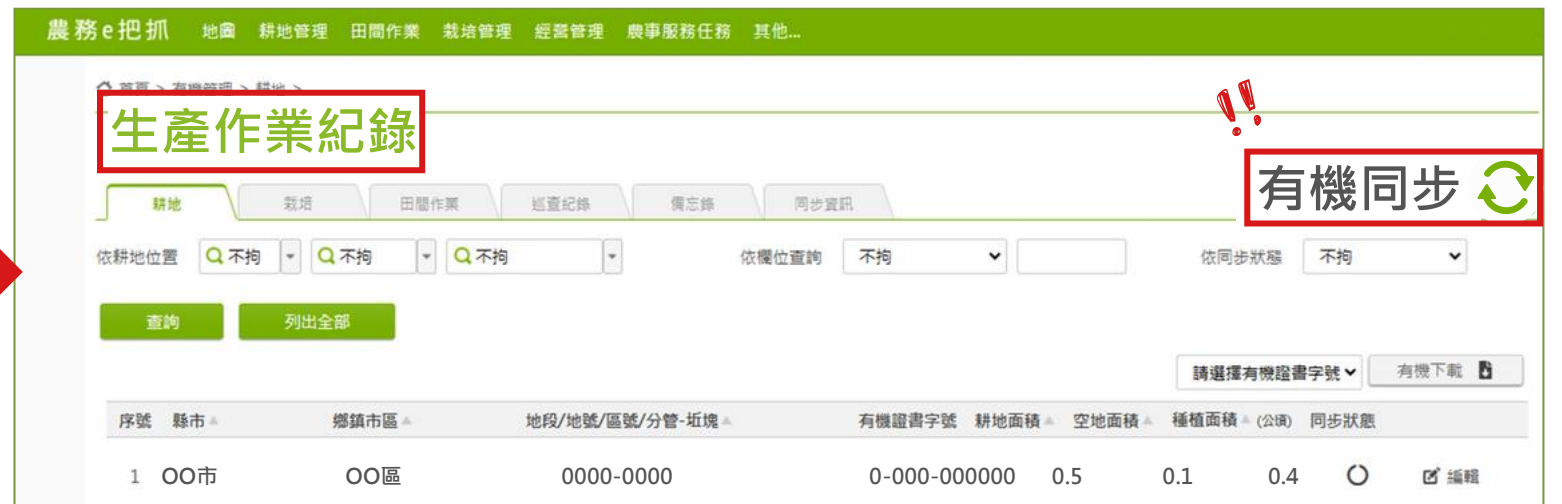 農務e把抓 地圖 耕地管理 田間作業 栽培管理 經營管理 農事服務任務 其他...
首頁 > 有機管理 > 耕地 >
生產作業紀錄
!!
有機同步
耕地 栽培 田間作業 巡查紀錄 備忘錄 同步資訊
依耕地位置 不拘 不拘 不拘 依欄位查詢 不拘 依同步狀態 不拘
查詢 列出全部
請選擇有機證書字號 有機下載
序號 縣市 鄉鎮市區 地段/地號/區號/分管-坵塊 有機證書字號 耕地面積 空地面積 種植面積 (公頃) 同步狀態
1 OO市 OO區 0000-0000 0-000-000000 0.5 0.1 0.4 編輯